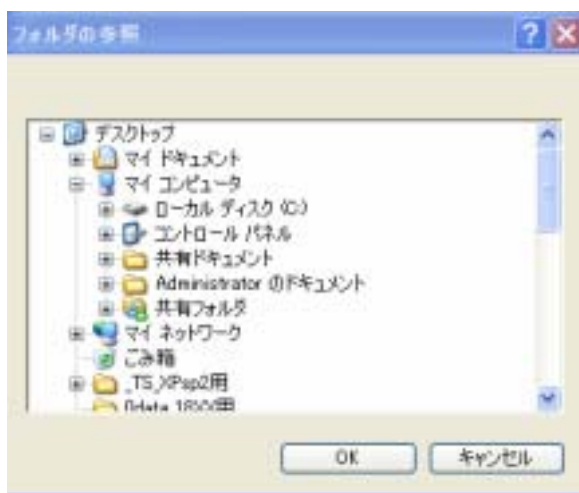 フォルダの参照
デスクトップ
マイ ドキュメント
マイ コンピュータ
ローカル ディスク (C:)
コントロール パネル
共有ドキュメント
Administrator のドキュメント
共有フォルダ
マイ ネットワーク
ごみ箱
_TS_XPsp2用
OK キャンセル